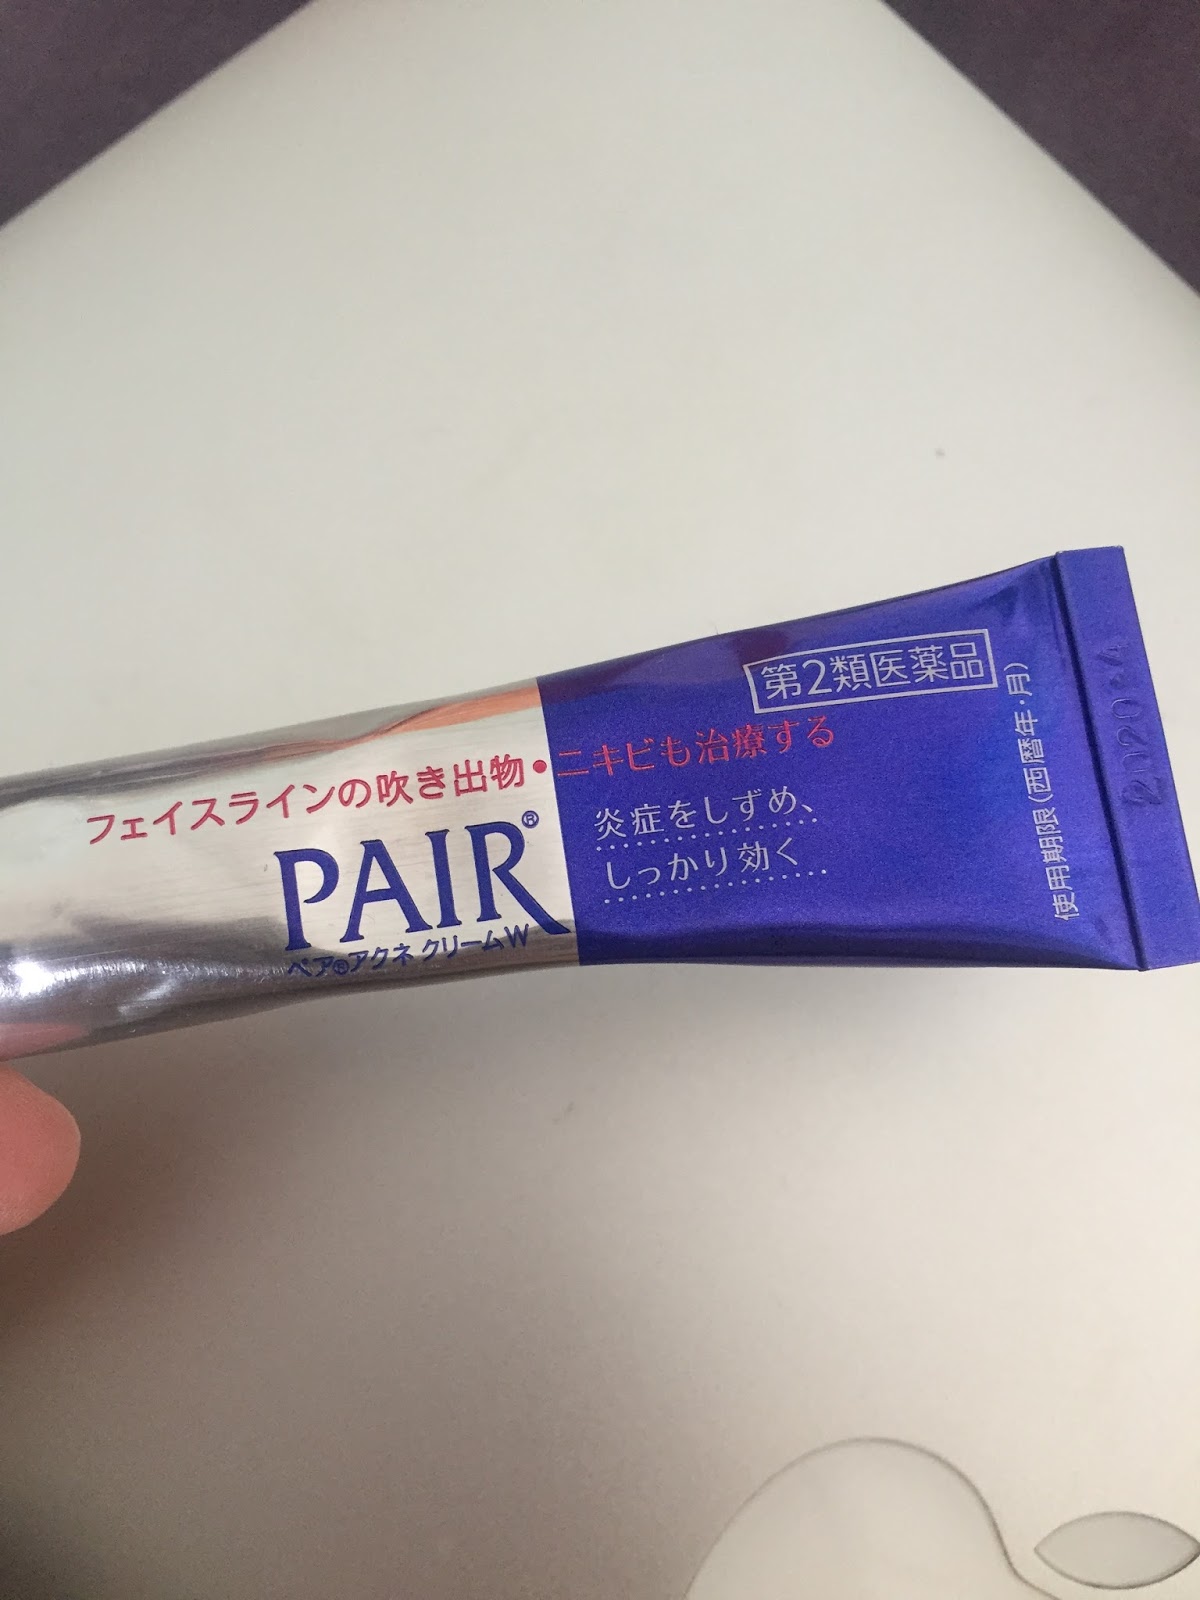 第2類医薬品
フェイスラインの吹き出物・ニキビも治療する
炎症をしずめ、
しっかり効く
PAIR®
ペア®アクネ クリームW
使用期限(西暦年・月)